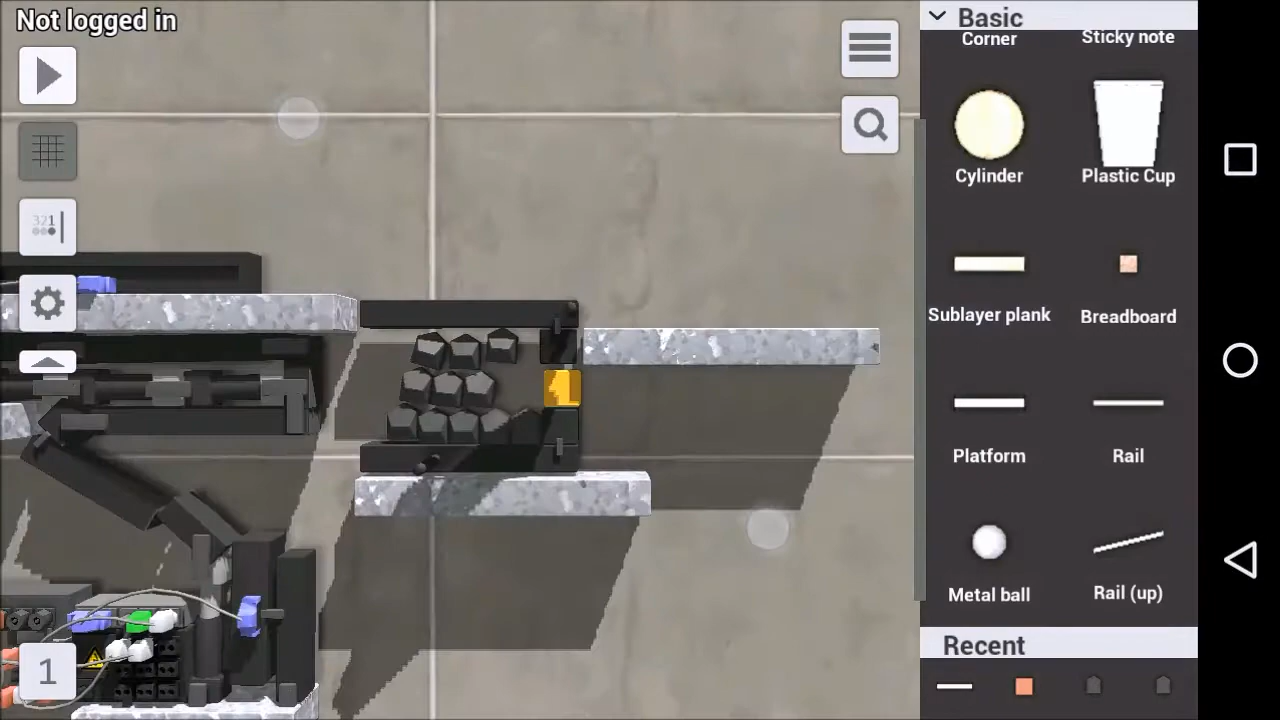 Not logged in
321
1
Basic
Corner
Sticky note
Cylinder
Plastic Cup
Sublayer plank
Breadboard
Platform
Rail
Metal ball
Rail (up)
Recent